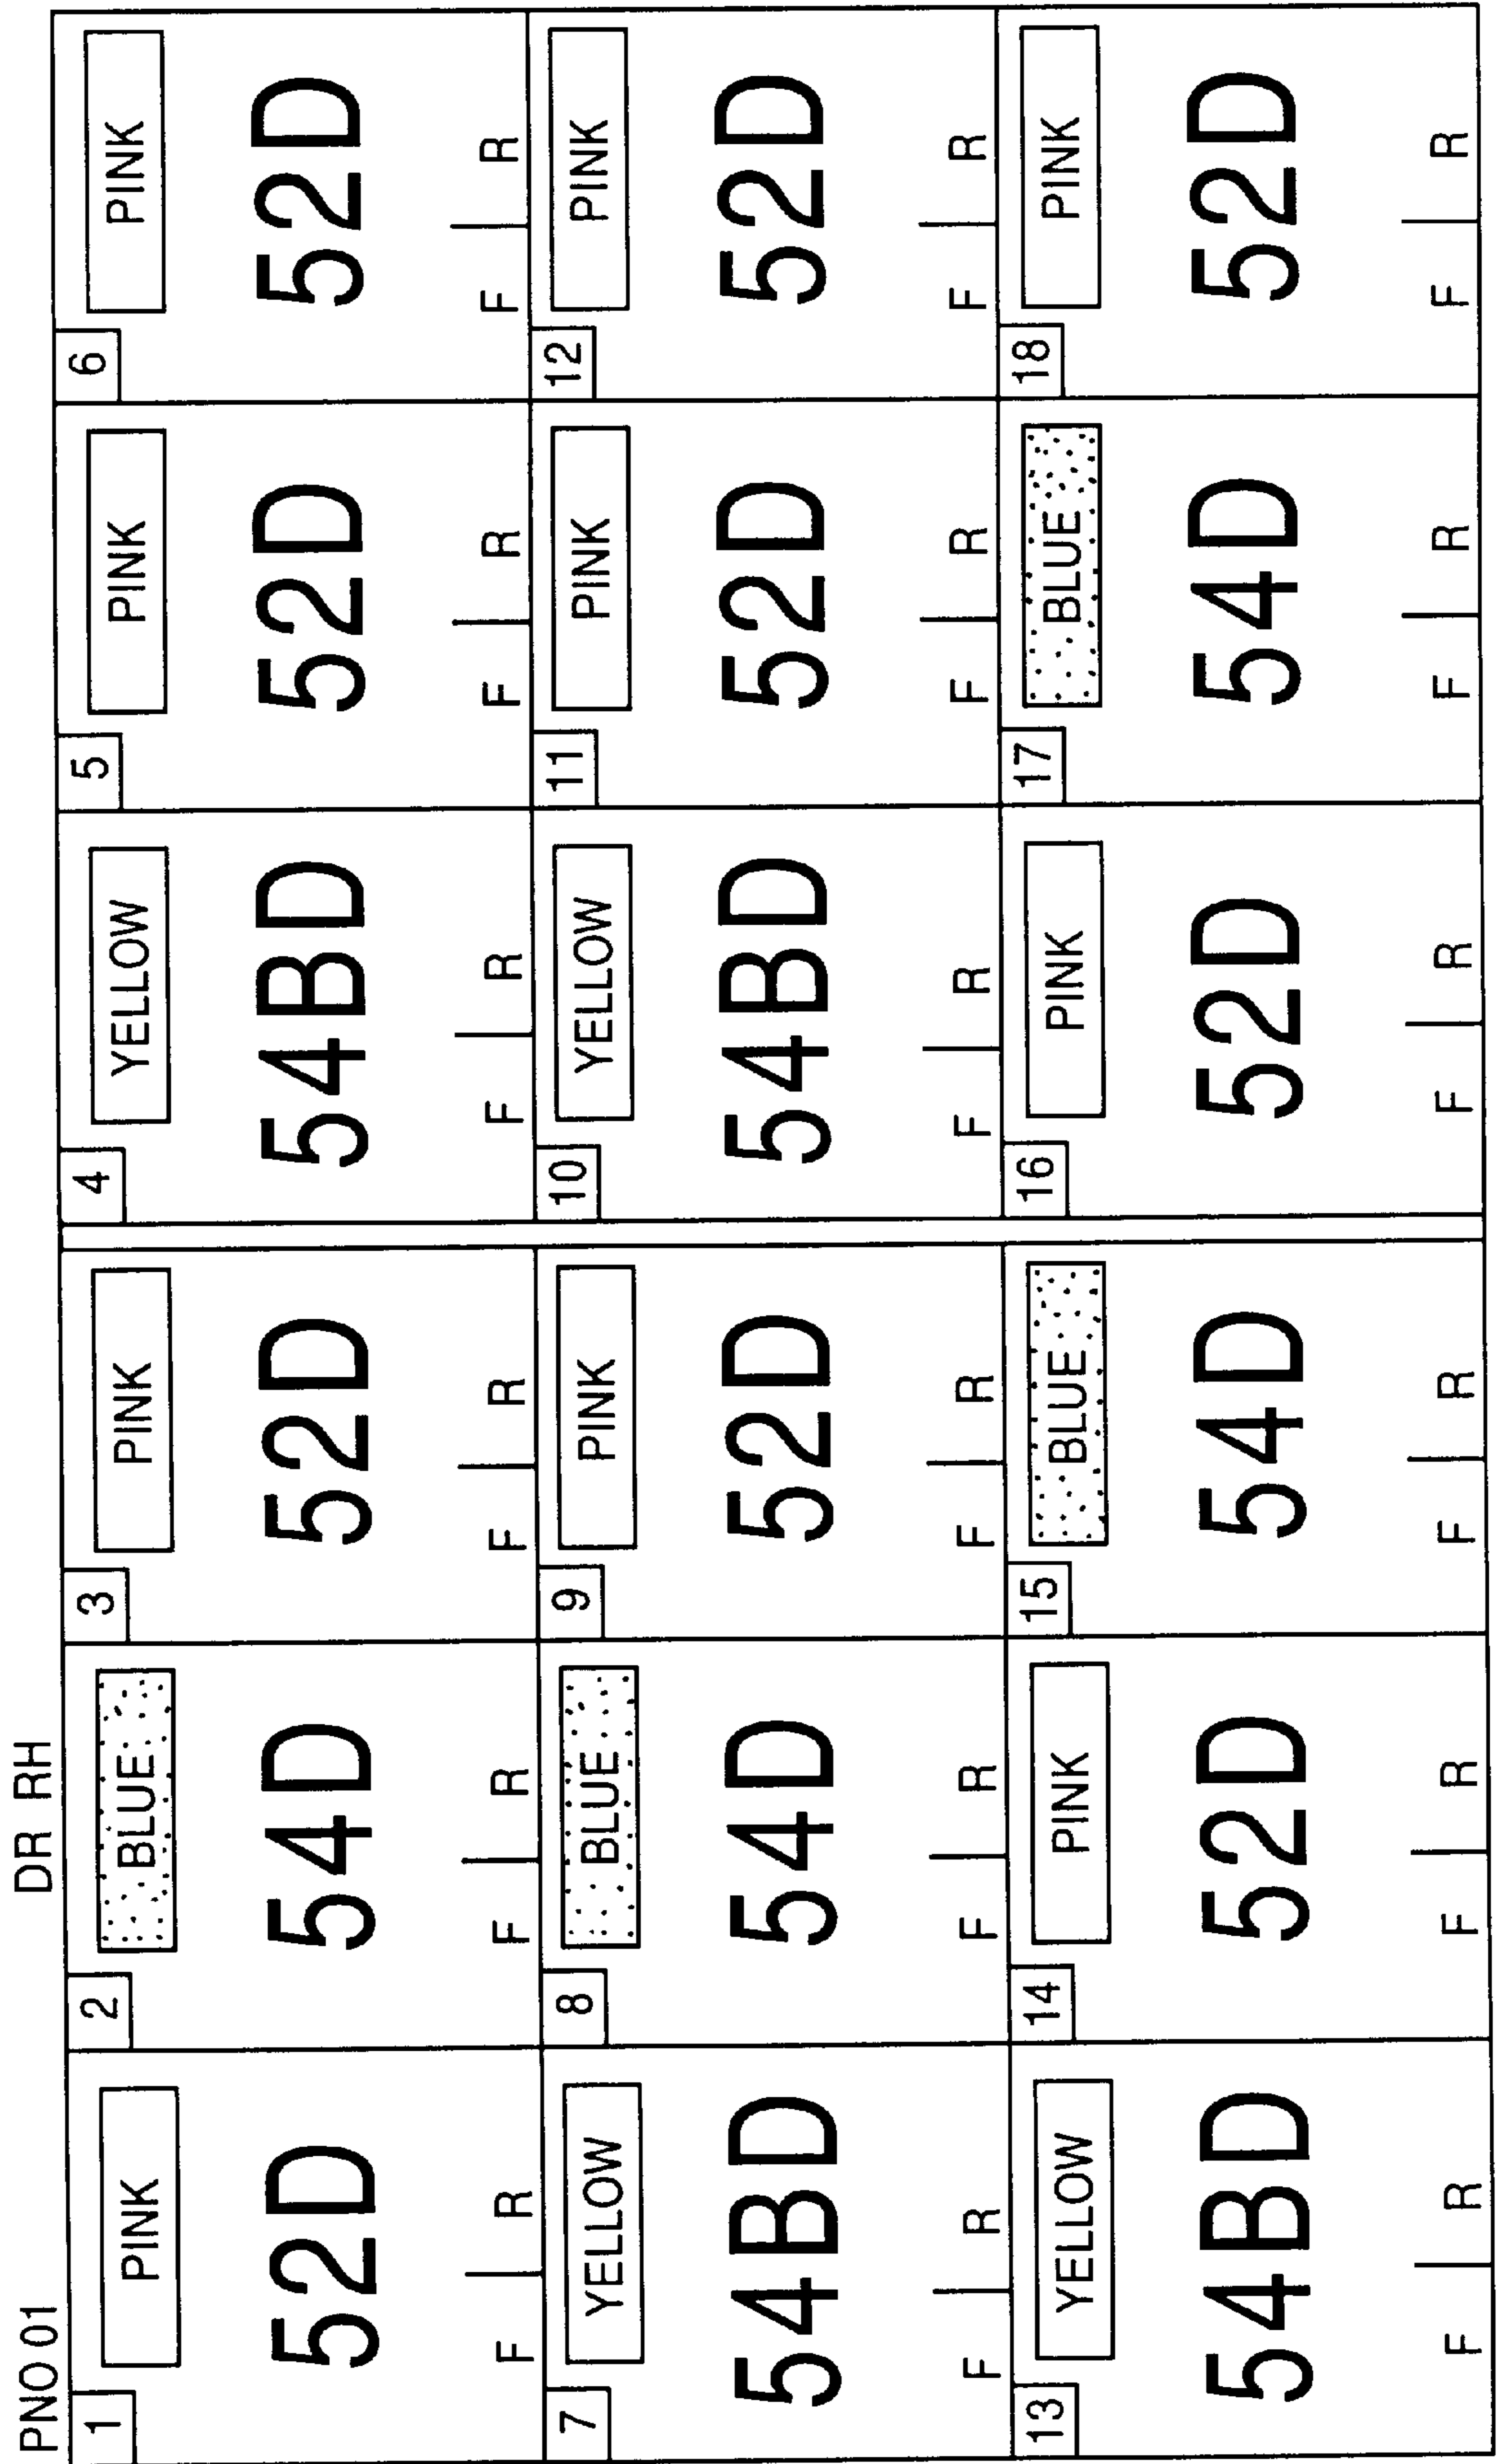 PNO 01 DR RH
1 PINK 2 BLUE 3 PINK 4 YELLOW 5 PINK 6 PINK
52D 54D 52D 54BD 52D 52D
F R F R F R F R F R F R
7 YELLOW 8 BLUE 9 PINK 10 YELLOW 11 PINK 12 PINK
54BD 54D 52D 54BD 52D 52D
F R F R F R F R F R F R
13 YELLOW 14 PINK 15 BLUE 16 PINK 17 BLUE 18 PINK
54BD 52D 54D 52D 54D 52D
F R F R F R F R F R F R